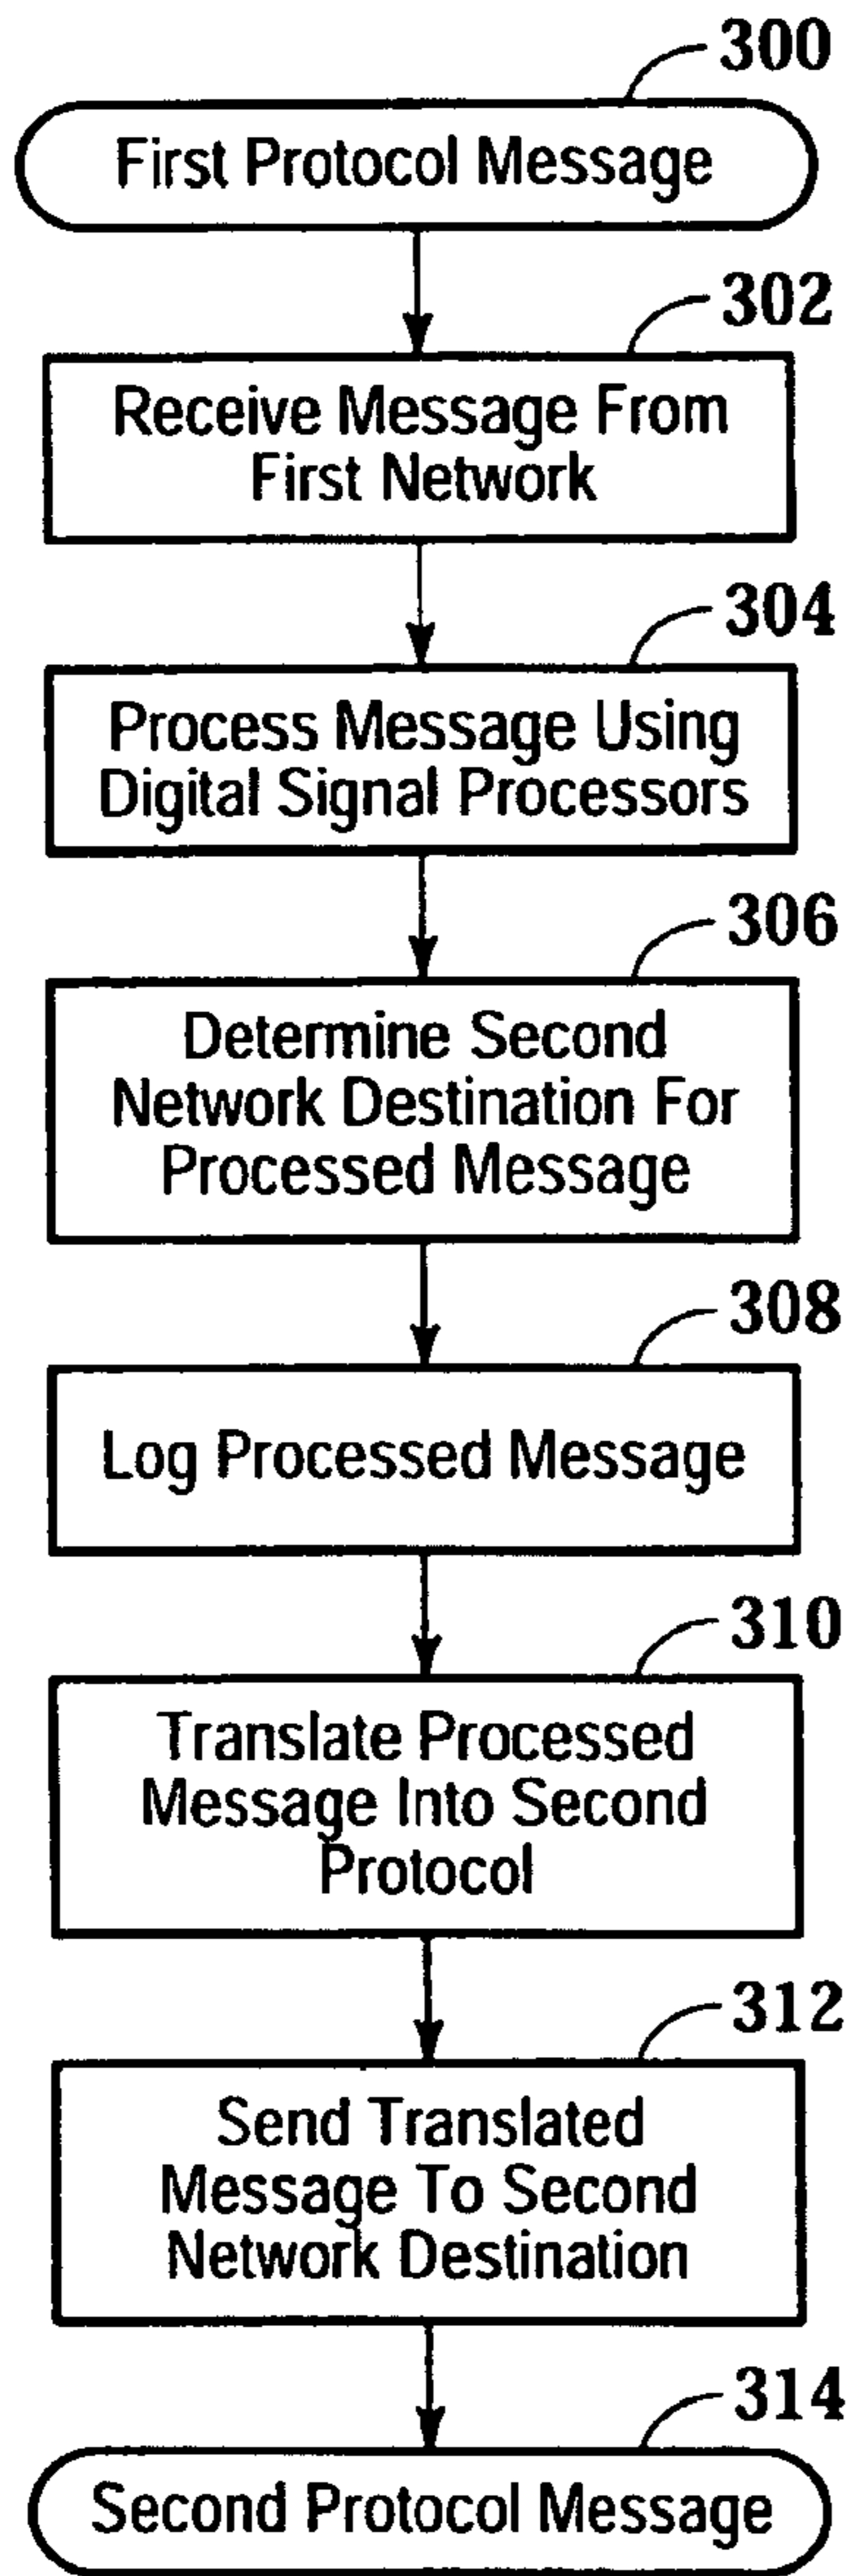 300
First Protocol Message
302
Receive Message From
First Network
304
Process Message Using
Digital Signal Processors
306
Determine Second
Network Destination For
Processed Message
308
Log Processed Message
310
Translate Processed
Message Into Second
Protocol
312
Send Translated
Message To Second
Network Destination
314
Second Protocol Message